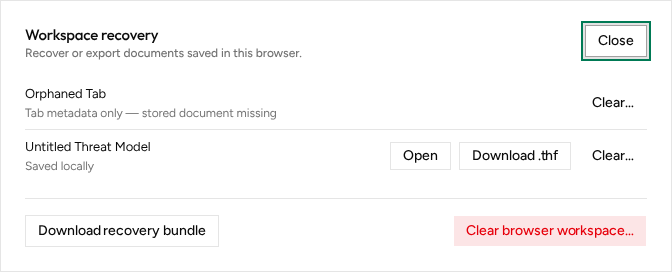 Workspace recovery
Close
Recover or export documents saved in this browser.
Orphaned Tab
Tab metadata only — stored document missing
Clear...
Untitled Threat Model
Saved locally
Open
Download .thf
Clear...
Download recovery bundle
Clear browser workspace...